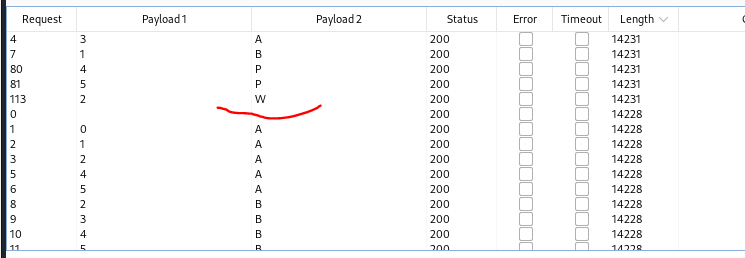 Request Payload 1 Payload 2 Status Error Timeout Length C
4 3 A 200 14231
7 1 B 200 14231
80 4 P 200 14231
81 5 P 200 14231
113 2 W 200 14231
0 200 14228
1 0 A 200 14228
2 1 A 200 14228
3 2 A 200 14228
5 4 A 200 14228
6 5 A 200 14228
8 2 B 200 14228
9 3 B 200 14228
10 4 B 200 14228
11 5 B 200 14228